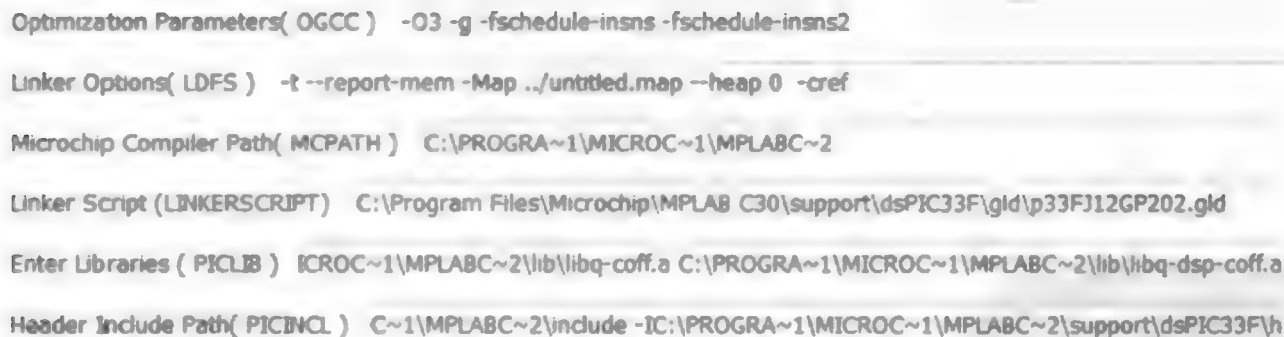 Optimization Parameters( OGCC ) -O3 -g -fschedule-insns -fschedule-insns2
Linker Options( LDFS ) -t --report-mem -Map ../untitled.map --heap 0 -cref
Microchip Compiler Path( MCPATH ) C:\PROGRA~1\MICROC~1\MPLABC~2
Linker Script (LINKERSCRIPT) C:\Program Files\Microchip\MPLAB C30\support\dsPIC33F\gld\p33FJ12GP202.gld
Enter Libraries ( PICLIB ) ICROC~1\MPLABC~2\lib\libq-coff.a C:\PROGRA~1\MICROC~1\MPLABC~2\lib\libq-dsp-coff.a
Header Include Path( PICINCL ) C~1\MPLABC~2\include -IC:\PROGRA~1\MICROC~1\MPLABC~2\support\dsPIC33F\h